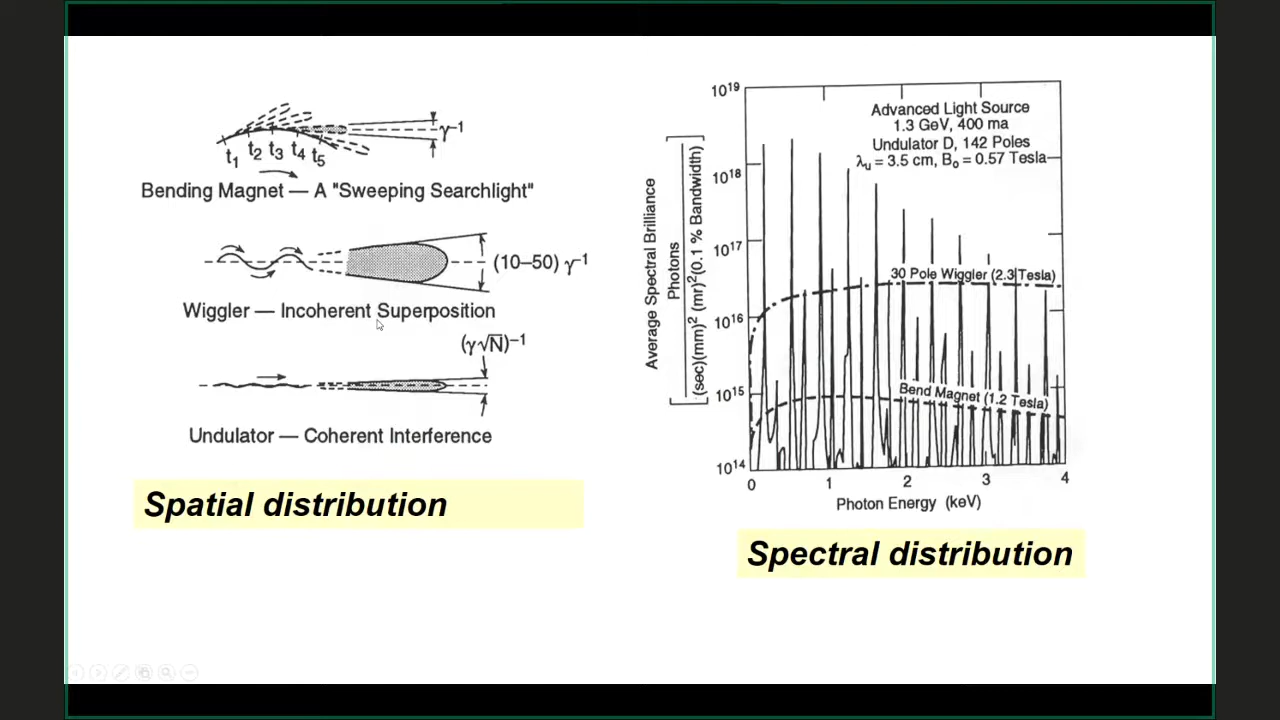 t₁ t₂ t₃ t₄ t₅
γ⁻¹
Bending Magnet — A "Sweeping Searchlight"
(10–50) γ⁻¹
Wiggler — Incoherent Superposition
(γ√N)⁻¹
Undulator — Coherent Interference
Spatial distribution
Average Spectral Brilliance
Photons
(sec)(mm)² (mr)²(0.1 % Bandwidth)
10¹⁹
10¹⁸
10¹⁷
10¹⁶
10¹⁵
10¹⁴
Advanced Light Source
1.3 GeV, 400 ma
Undulator D, 142 Poles
λᵤ = 3.5 cm, B₀ = 0.57 Tesla
30 Pole Wiggler (2.3 Tesla)
Bend Magnet (1.2 Tesla)
0 1 2 3 4
Photon Energy (keV)
Spectral distribution